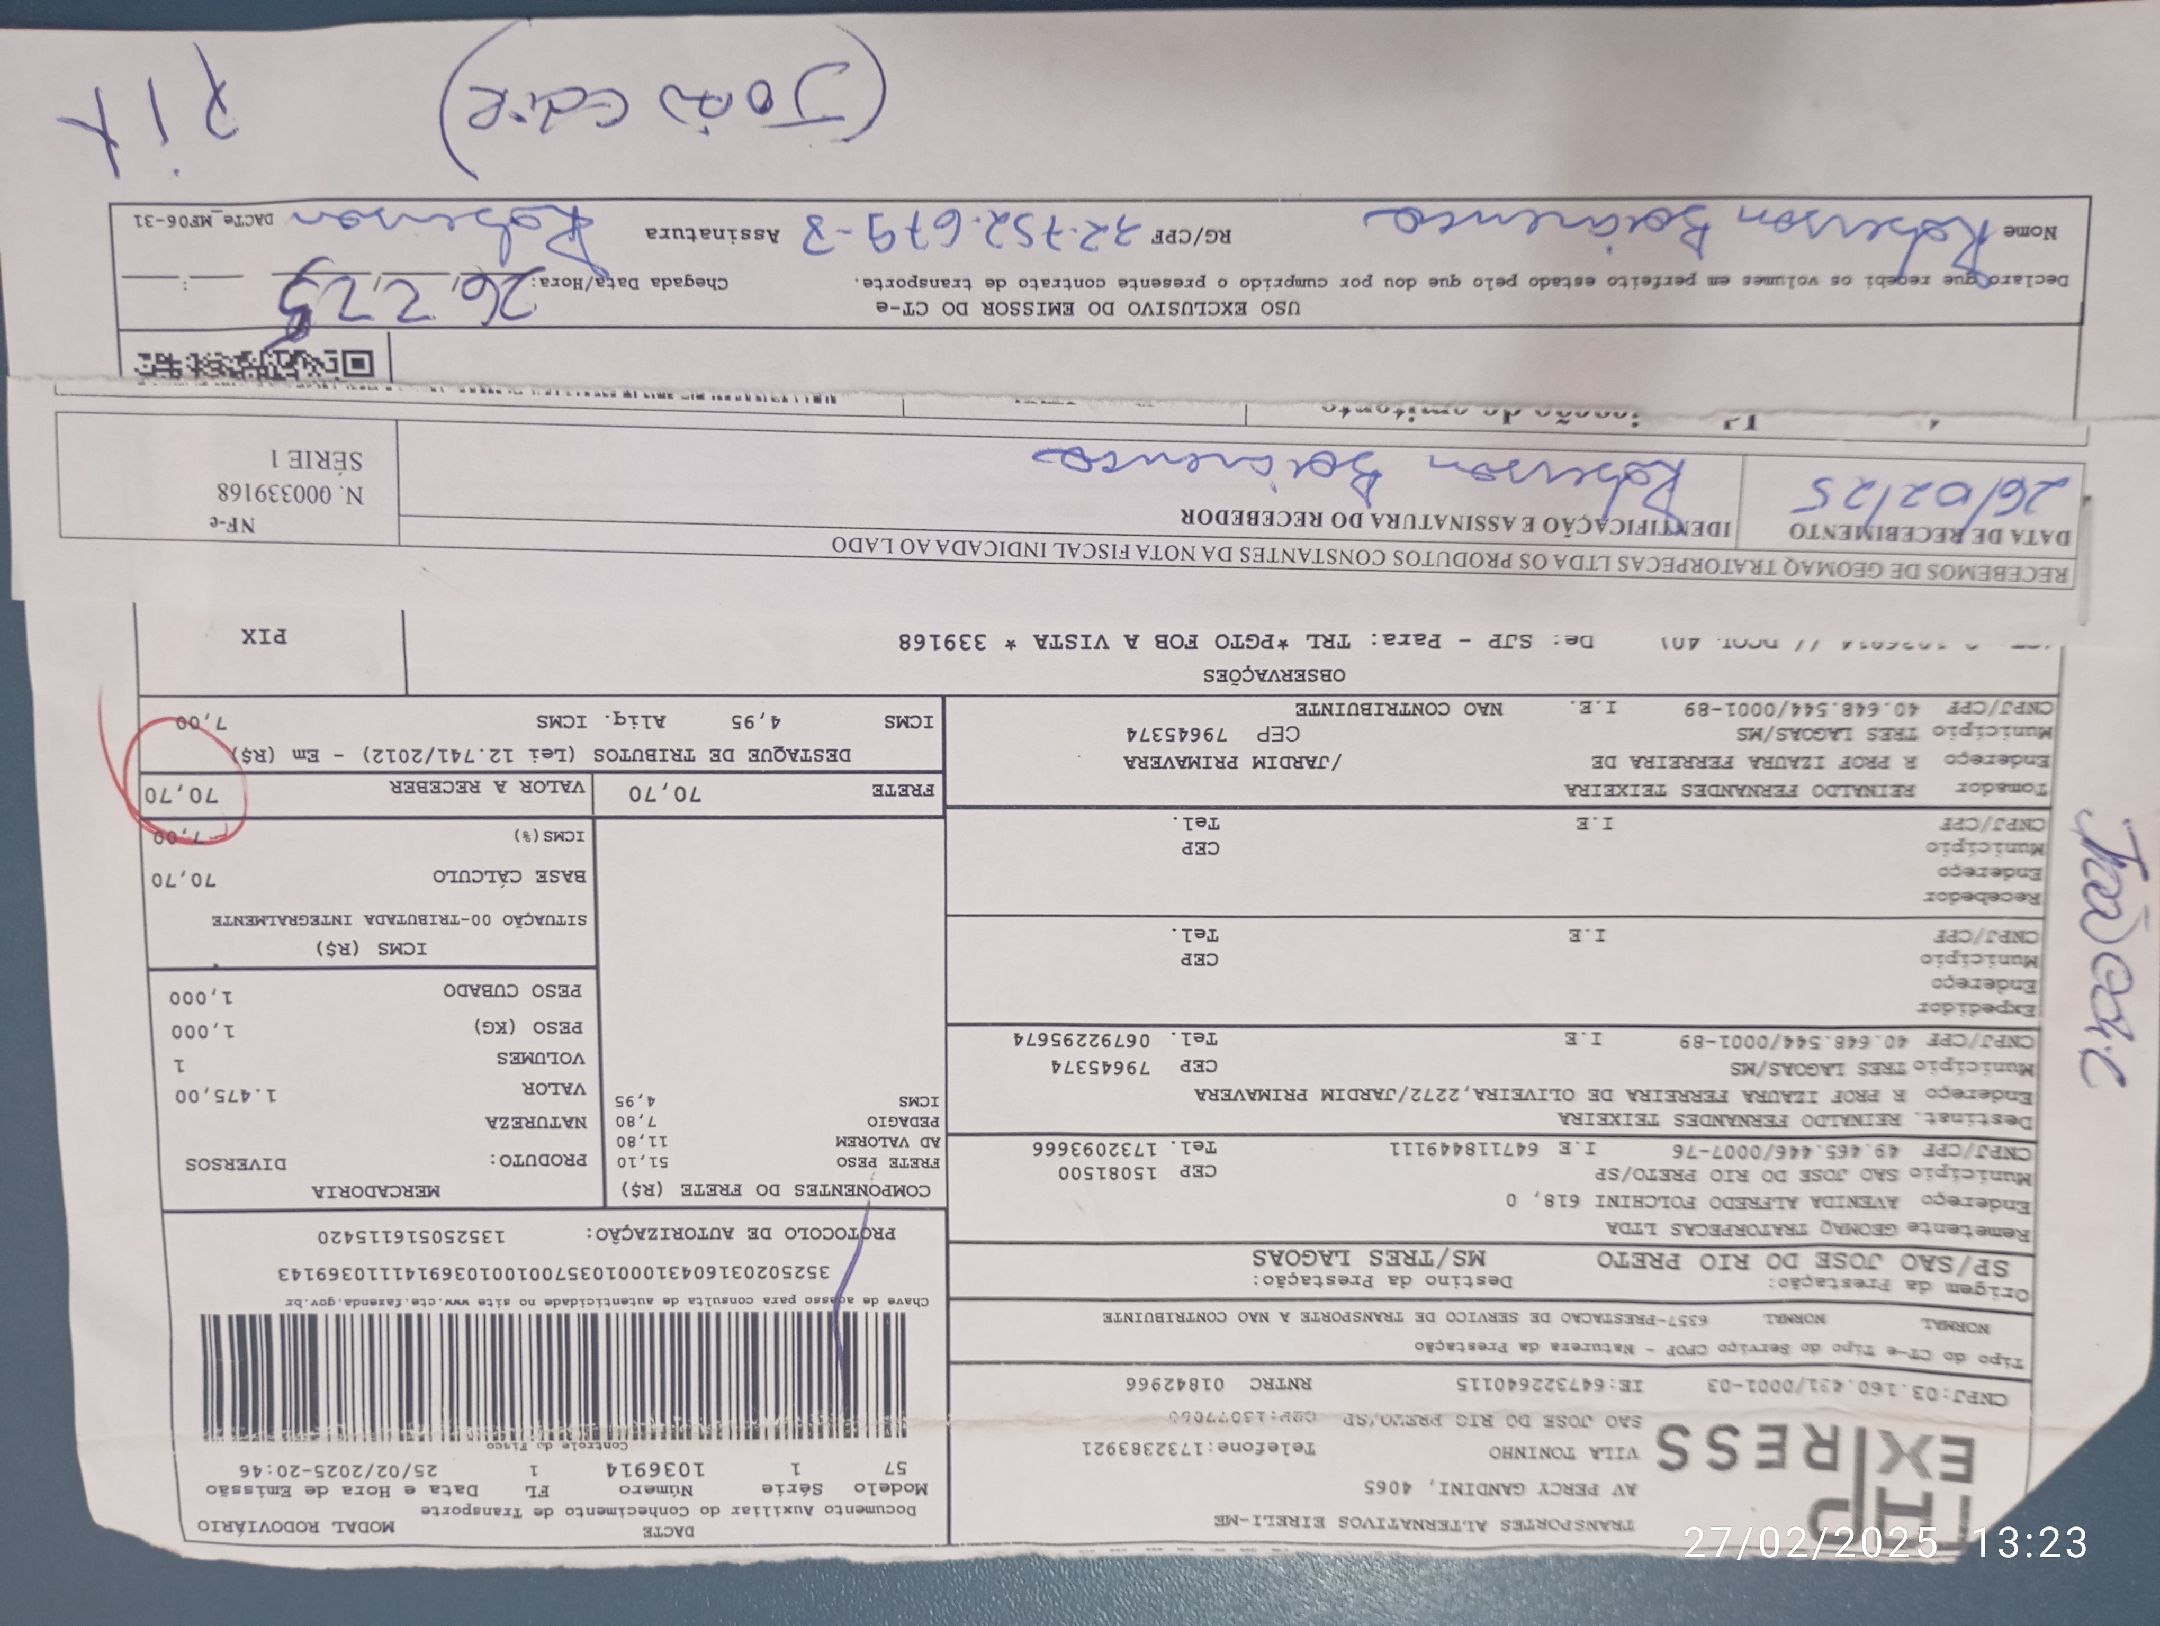 THP
EXPRESS
TRANSPORTES ALTERNATIVOS EIRELI-ME
AV PERCY GANDINI, 4065
VILA TONINHO Telefone:1732383921
SAO JOSE DO RIO PRETO/SP CEP:15077000
CNPJ:03.160.431/0001-03 IE:647322640115 RNTRC 01842966
DACTE MODAL RODOVIÁRIO
Documento Auxiliar do Conhecimento de Transporte
Modelo Série Número FL Data e Hora de Emissão
57 1 1036914 1 25/02/2025-20:46
Controle do Fisco
Chave de acesso para consulta de autenticidade no site www.cte.fazenda.gov.br
352502031604310001035700100103691411110369143
PROTOCOLO DE AUTORIZAÇÃO: 135250516115420
Tipo do CT-e Tipo do Serviço CFOP - Natureza da Prestação
NORMAL NORMAL 6357-PRESTACAO DE SERVICO DE TRANSPORTE A NAO CONTRIBUINTE
Origem da Prestação: Destino da Prestação:
SP/SAO JOSE DO RIO PRETO MS/TRES LAGOAS
Remetente GEOMAQ TRATORPECAS LTDA
Endereço AVENIDA ALFREDO FOLCHINI 618, 0
Município SAO JOSE DO RIO PRETO/SP CEP 15081500
CNPJ/CPF 49.465.446/0007-76 I.E 647118449111 Tel. 1732093666
Destinat. REINALDO FERNANDES TEIXEIRA
Endereço R PROF IZAURA FERREIRA DE OLIVEIRA,2272/JARDIM PRIMAVERA
Município TRES LAGOAS/MS CEP 79645374
CNPJ/CPF 40.648.544/0001-89 I.E Tel. 06792295674
Expedidor
Endereço
Município CEP
CNPJ/CPF I.E Tel.
Recebedor
Endereço
Município CEP
CNPJ/CPF I.E Tel.
Tomador REINALDO FERNANDES TEIXEIRA
Endereço R PROF IZAURA FERREIRA DE /JARDIM PRIMAVERA
Município TRES LAGOAS/MS CEP 79645374
CNPJ/CPF 40.648.544/0001-89 I.E. NAO CONTRIBUINTE
COMPONENTES DO FRETE (R$)
FRETE PESO 51,10
AD VALOREM 11,80
PEDAGIO 7,80
ICMS 4,95
MERCADORIA
PRODUTO: DIVERSOS
NATUREZA
VALOR 1.475,00
VOLUMES 1
PESO (KG) 1,000
PESO CUBADO 1,000
ICMS (R$)
SITUAÇÃO 00-TRIBUTADA INTEGRALMENTE
BASE CÁLCULO 70,70
ICMS(%) 7,00
FRETE 70,70 VALOR A RECEBER 70,70
DESTAQUE DE TRIBUTOS (Lei 12.741/2012) - Em (R$)
ICMS 4,95 Aliq. ICMS 7,00
OBSERVAÇÕES
De: SJP - Para: TRL *PGTO FOB A VISTA * 339168
PIX
RECEBEMOS DE GEOMAQ TRATORPECAS LTDA OS PRODUTOS CONSTANTES DA NOTA FISCAL INDICADA AO LADO
DATA DE RECEBIMENTO IDENTIFICAÇÃO E ASSINATURA DO RECEBEDOR
26/02/25
NF-e
N. 000339168
SÉRIE 1
USO EXCLUSIVO DO EMISSOR DO CT-e
Declaro que recebi os volumes em perfeito estado pelo que dou por cumprido o presente contrato de transporte.
Chegada Data/Hora: 26,2,25
Nome Roberson RG/CPF 22.752.679-8 Assinatura Roberson DACTe_MF06-31
27/02/2025 13:23